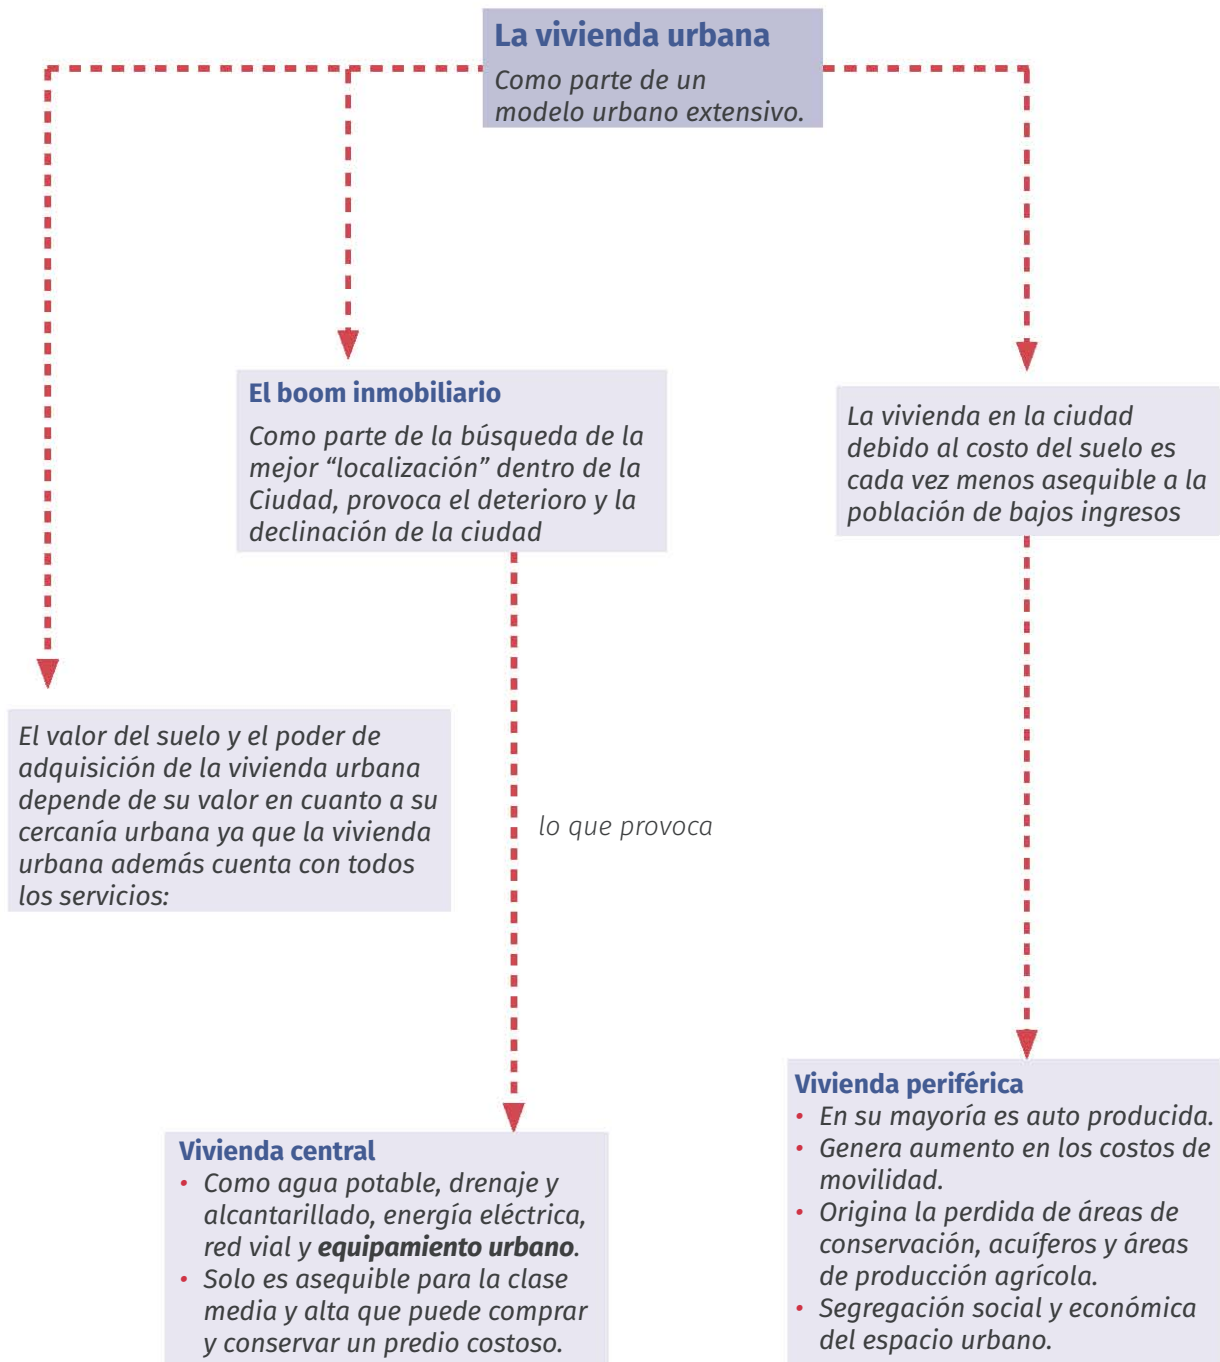 La vivienda urbana
Como parte de un
modelo urbano extensivo.
El boom inmobiliario
Como parte de la búsqueda de la
mejor “localización” dentro de la
Ciudad, provoca el deterioro y la
declinación de la ciudad
La vivienda en la ciudad
debido al costo del suelo es
cada vez menos asequible a la
población de bajos ingresos
El valor del suelo y el poder de
adquisición de la vivienda urbana
depende de su valor en cuanto a su
cercanía urbana ya que la vivienda
urbana además cuenta con todos
los servicios:
lo que provoca
Vivienda central
• Como agua potable, drenaje y
alcantarillado, energía eléctrica,
red vial y equipamiento urbano.
• Solo es asequible para la clase
media y alta que puede comprar
y conservar un predio costoso.
Vivienda periférica
• En su mayoría es auto producida.
• Genera aumento en los costos de
movilidad.
• Origina la perdida de áreas de
conservación, acuíferos y áreas
de producción agrícola.
• Segregación social y económica
del espacio urbano.